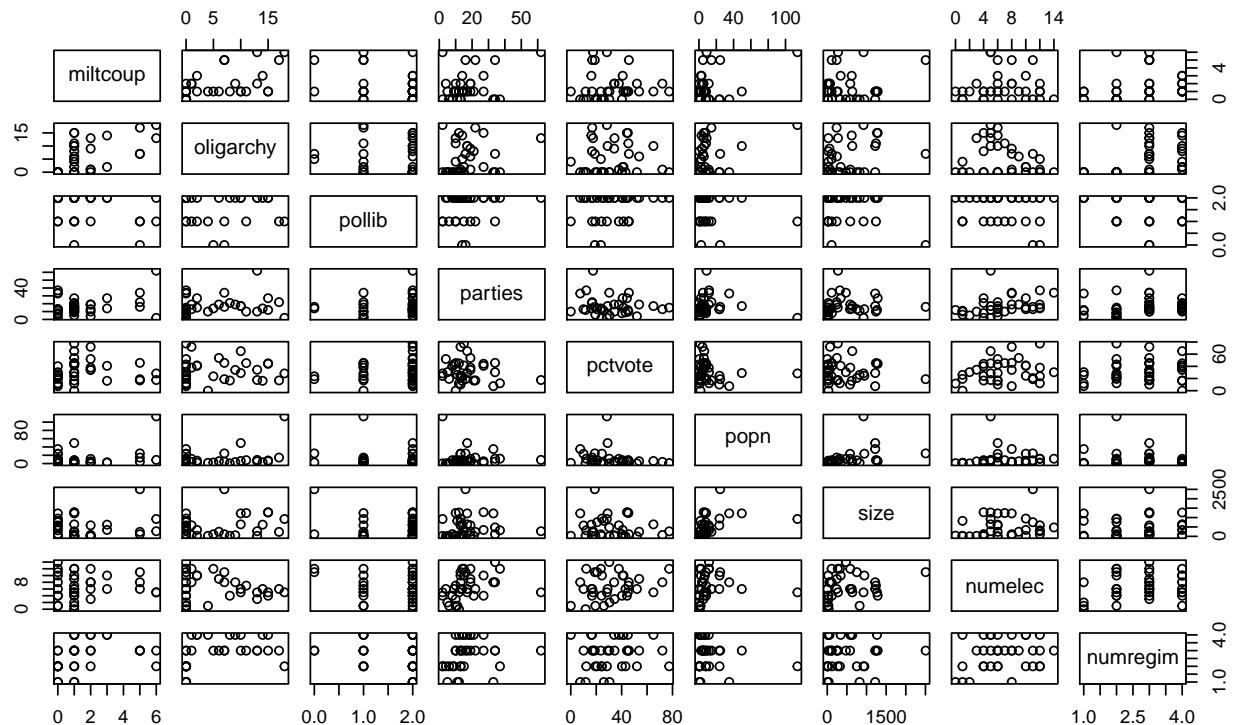 0 5 15 0 20 50 0 40 100 0 4 8 14
miltcoup 0 4
0 15 oligarchy
pollib 0.0 2.0
0 40 parties
pctvote 0 60
0 80 popn
size 0 2500
0 8 numelec
numregim 1.0 4.0
0 2 4 6 0.0 1.0 2.0 0 40 80 0 1500 1.0 2.5 4.0